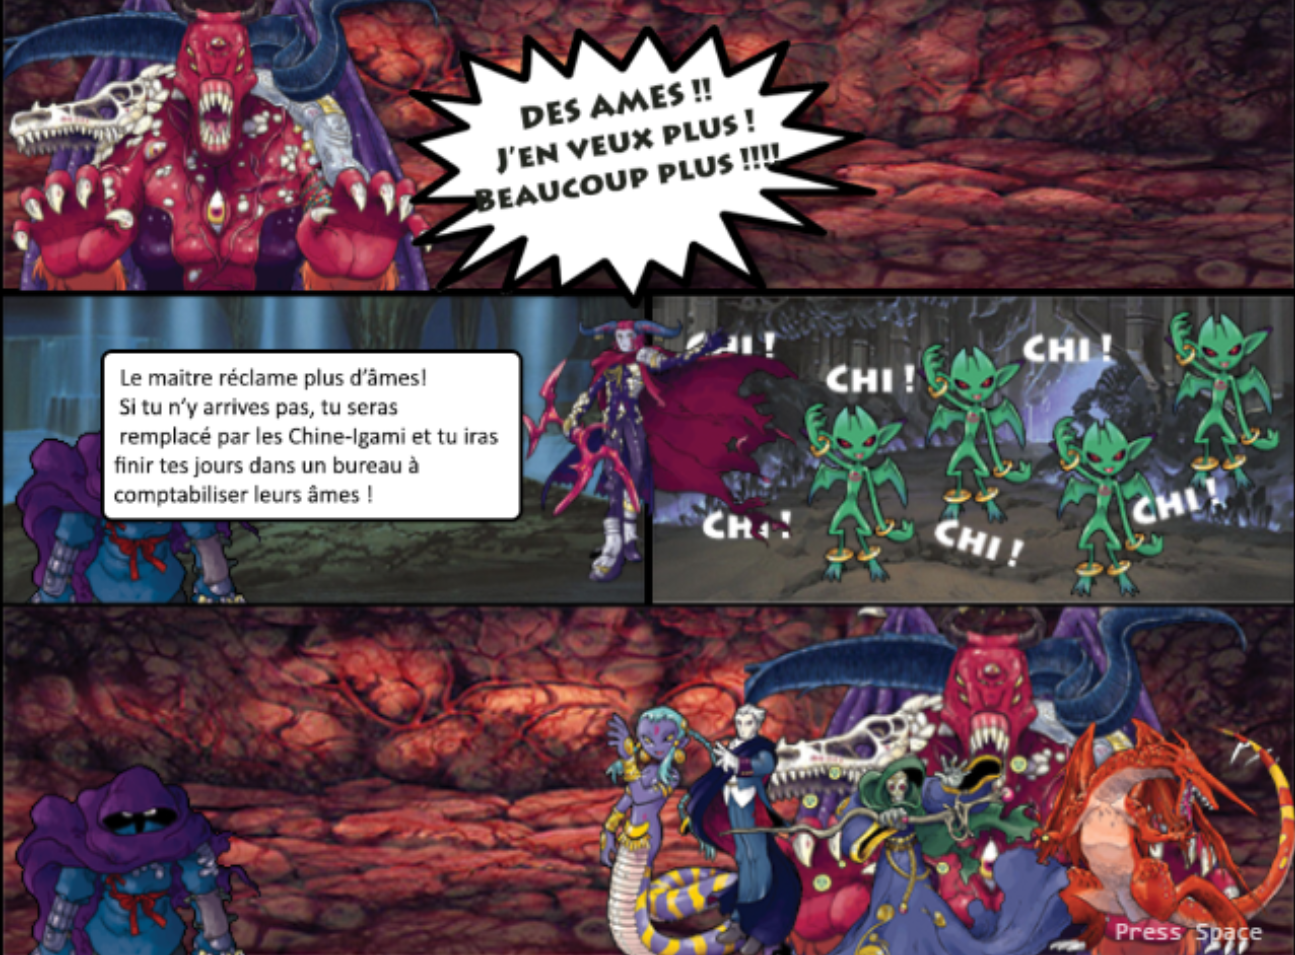 DES AMES !!
J'EN VEUX PLUS !
BEAUCOUP PLUS !!!!
Le maitre réclame plus d'âmes!
Si tu n'y arrives pas, tu seras
remplacé par les Chine-Igami et tu iras
finir tes jours dans un bureau à
comptabiliser leurs âmes !
CHI !
CHI !
CHI !
CHI !
CHI !
CHI !
Press Space